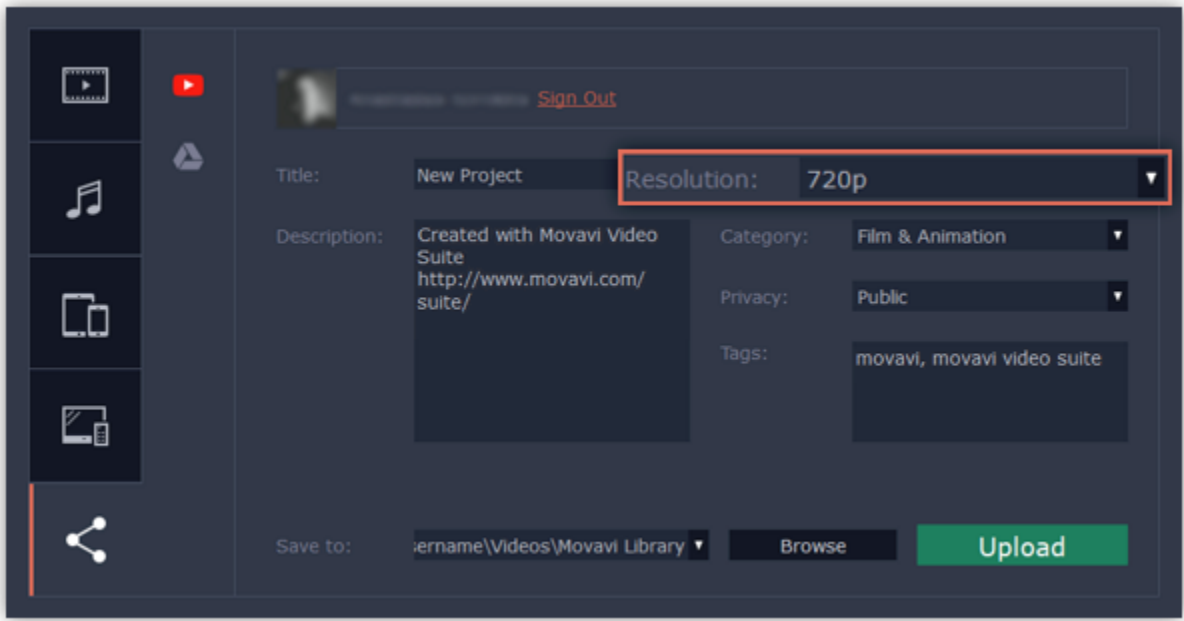 Sign Out
Title: New Project Resolution: 720p
Description: Created with Movavi Video
Suite
http://www.movavi.com/
suite/
Category: Film & Animation
Privacy: Public
Tags: movavi, movavi video suite
Save to: sername\Videos\Movavi Library Browse Upload